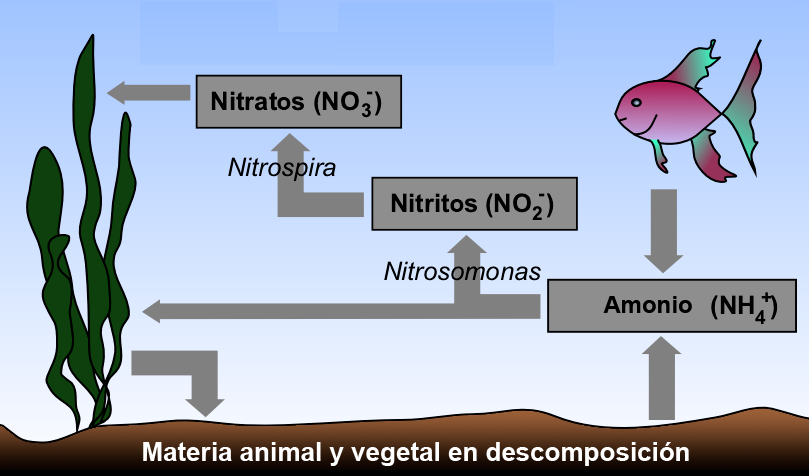 Nitratos (NO₃⁻)
Nitrospira
Nitritos (NO₂⁻)
Nitrosomonas
Amonio (NH₄⁺)
Materia animal y vegetal en descomposición